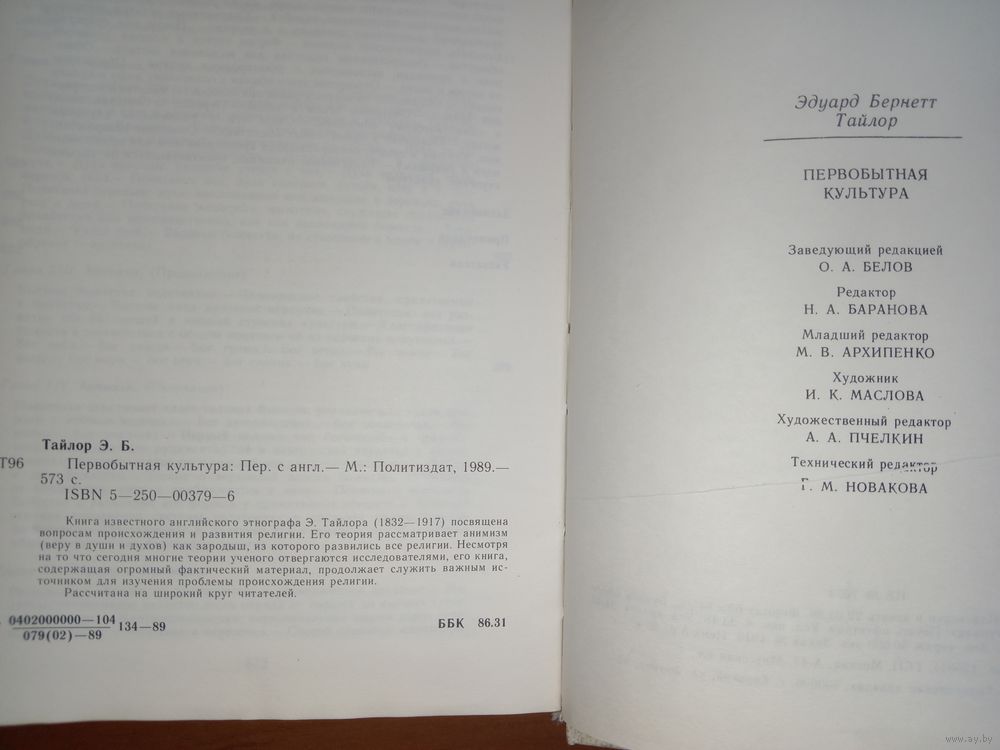 Тайлор Э. Б.
Т96
Первобытная культура: Пер. с англ.— М.: Политиздат, 1989.—
573 с.
ISBN 5—250—00379—6
Книга известного английского этнографа Э. Тайлора (1832—1917) посвящена
вопросам происхождения и развития религии. Его теория рассматривает анимизм
(веру в души и духов) как зародыш, из которого развились все религии. Несмотря
на то что сегодня многие теории ученого отвергаются исследователями, его книга,
содержащая огромный фактический материал, продолжает служить важным ис-
точником для изучения проблемы происхождения религии.
Рассчитана на широкий круг читателей.
0402000000—104
079(02)—89
134—89
ББК 86.31
Эдуард Бернетт
Тайлор
ПЕРВОБЫТНАЯ
КУЛЬТУРА
Заведующий редакцией
О. А. БЕЛОВ
Редактор
Н. А. БАРАНОВА
Младший редактор
М. В. АРХИПЕНКО
Художник
И. К. МАСЛОВА
Художественный редактор
А. А. ПЧЕЛКИН
Технический редактор
Г. М. НОВАКОВА
www.ay.by